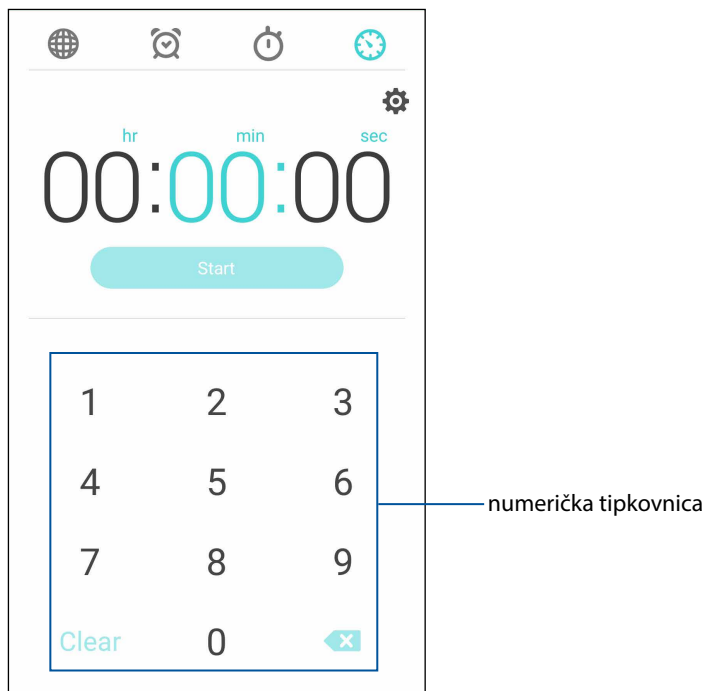 hr min sec
00:00:00
Start
1 2 3
4 5 6
7 8 9
Clear 0
numerička tipkovnica